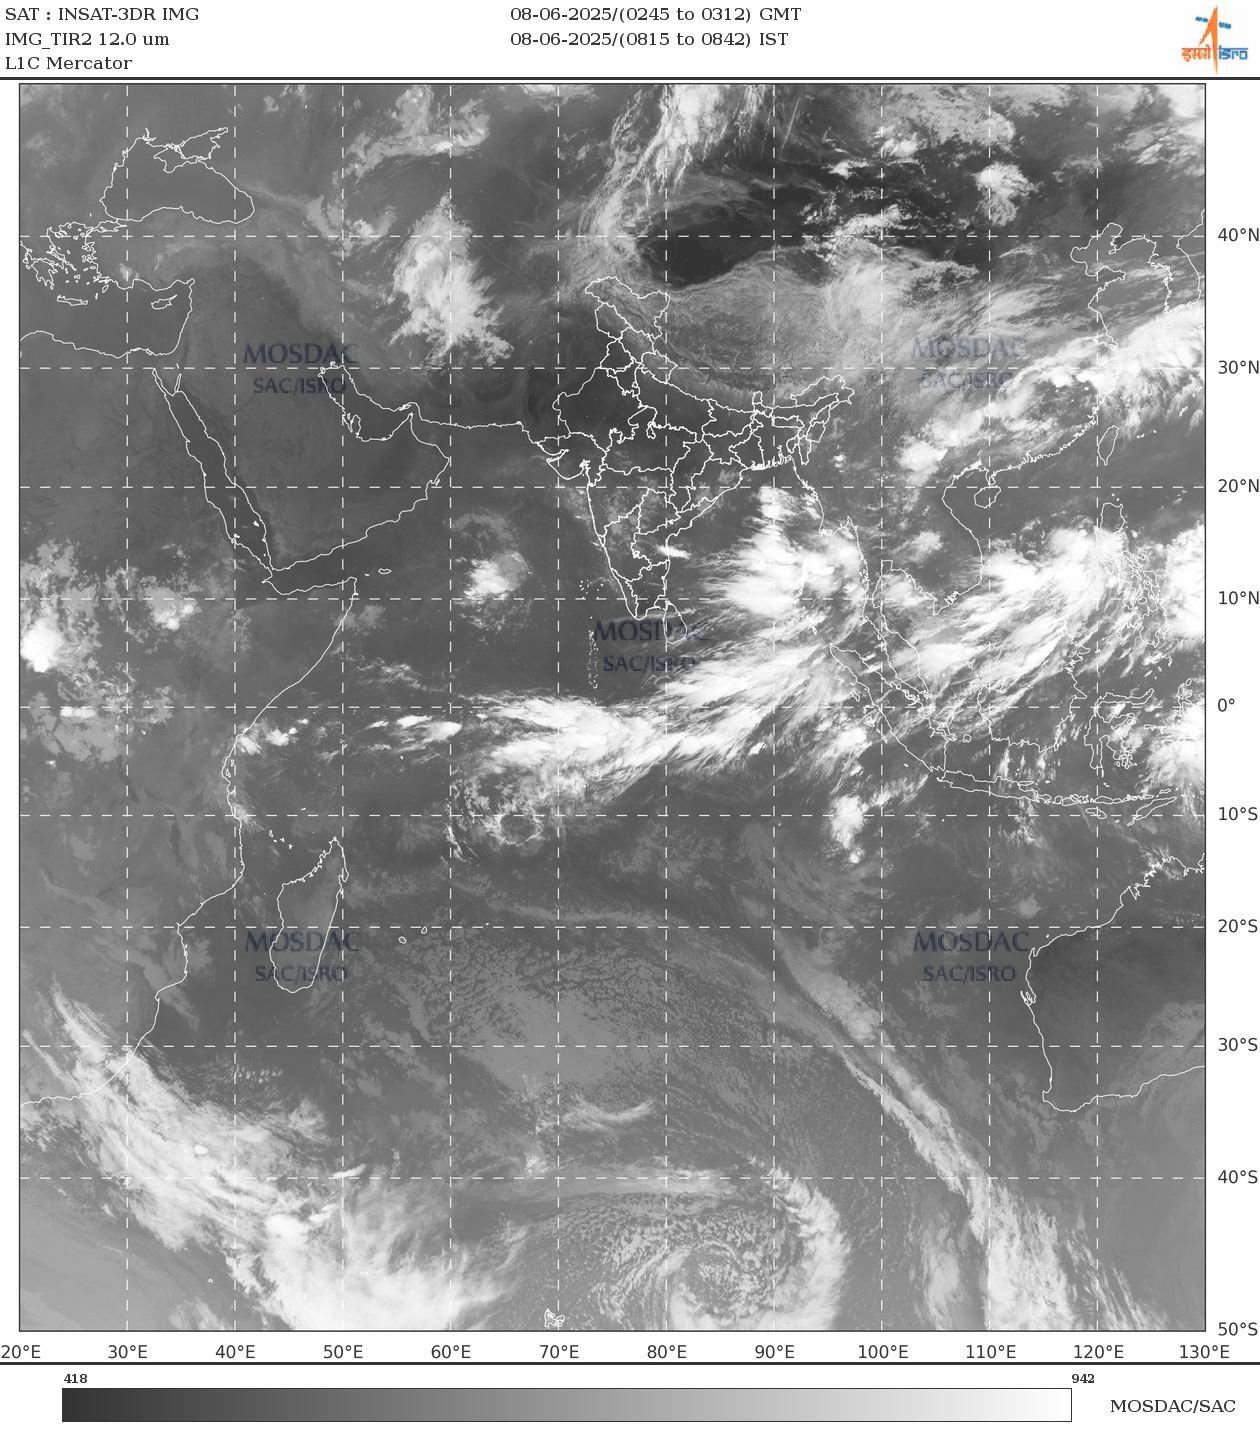 SAT : INSAT-3DR IMG
IMG_TIR2 12.0 um
L1C Mercator
08-06-2025/(0245 to 0312) GMT
08-06-2025/(0815 to 0842) IST
इसरो isro
MOSDAC
SAC/ISRO
MOSDAC
SAC/ISRO
MOSDAC
SAC/ISRO
MOSDAC
SAC/ISRO
MOSDAC
SAC/ISRO
40°N
30°N
20°N
10°N
0°
10°S
20°S
30°S
40°S
50°S
20°E 30°E 40°E 50°E 60°E 70°E 80°E 90°E 100°E 110°E 120°E 130°E
418 942
MOSDAC/SAC